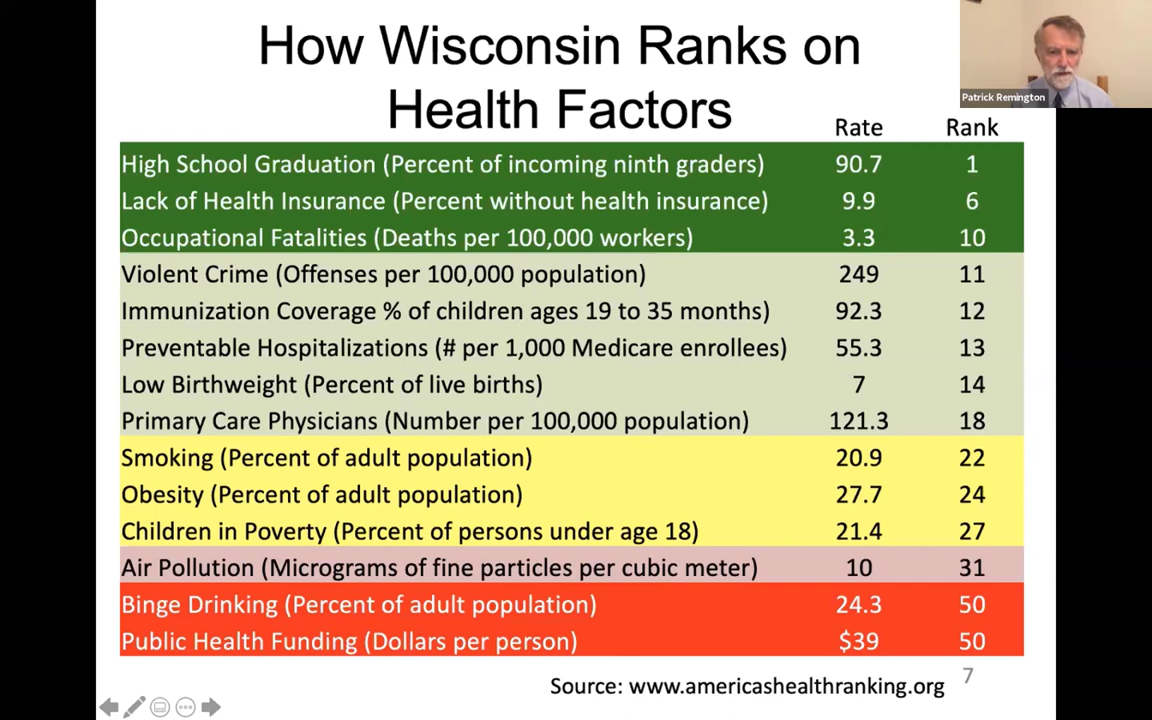 How Wisconsin Ranks on
Health Factors
Patrick Remington
Rate Rank
High School Graduation (Percent of incoming ninth graders) 90.7 1
Lack of Health Insurance (Percent without health insurance) 9.9 6
Occupational Fatalities (Deaths per 100,000 workers) 3.3 10
Violent Crime (Offenses per 100,000 population) 249 11
Immunization Coverage % of children ages 19 to 35 months) 92.3 12
Preventable Hospitalizations (# per 1,000 Medicare enrollees) 55.3 13
Low Birthweight (Percent of live births) 7 14
Primary Care Physicians (Number per 100,000 population) 121.3 18
Smoking (Percent of adult population) 20.9 22
Obesity (Percent of adult population) 27.7 24
Children in Poverty (Percent of persons under age 18) 21.4 27
Air Pollution (Micrograms of fine particles per cubic meter) 10 31
Binge Drinking (Percent of adult population) 24.3 50
Public Health Funding (Dollars per person) $39 50
Source: www.americashealthranking.org 7